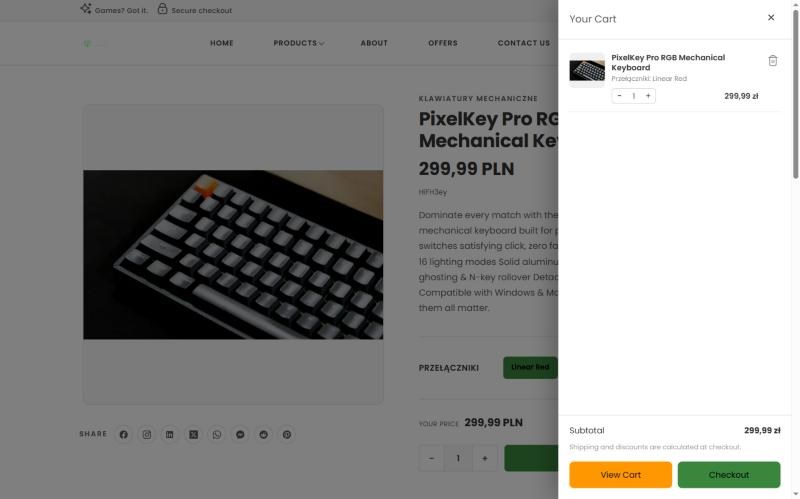 Games? Got it. Secure checkout
HOME PRODUCTS ABOUT OFFERS CONTACT US
KLAWIATURY MECHANICZNE
PixelKey Pro RG
Mechanical Ke
299,99 PLN
HiFH3ey
Dominate every match with the
mechanical keyboard built for p
switches satisfying click, zero fa
16 lighting modes Solid aluminu
ghosting & N-key rollover Detac
Compatible with Windows & Ma
them all matter.
PRZEŁĄCZNIKI Linear Red
YOUR PRICE 299,99 PLN
SHARE
- 1 +
Your Cart ×
PixelKey Pro RGB Mechanical
Keyboard
Przełączniki: Linear Red
- 1 + 299,99 zł
Subtotal 299,99 zł
Shipping and discounts are calculated at checkout.
View Cart Checkout